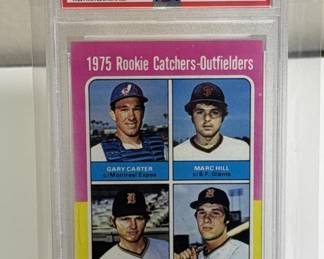 1975 Rookie Catchers-Outfielders
GARY CARTER
c/Montreal Expos
MARC HILL
c/S.F. Giants